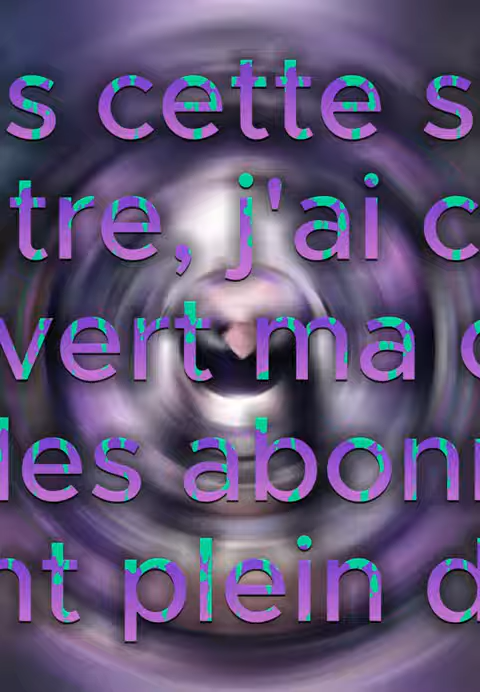 s cette s
tre, j'ai c
vert ma c
les abonn
nt plein d